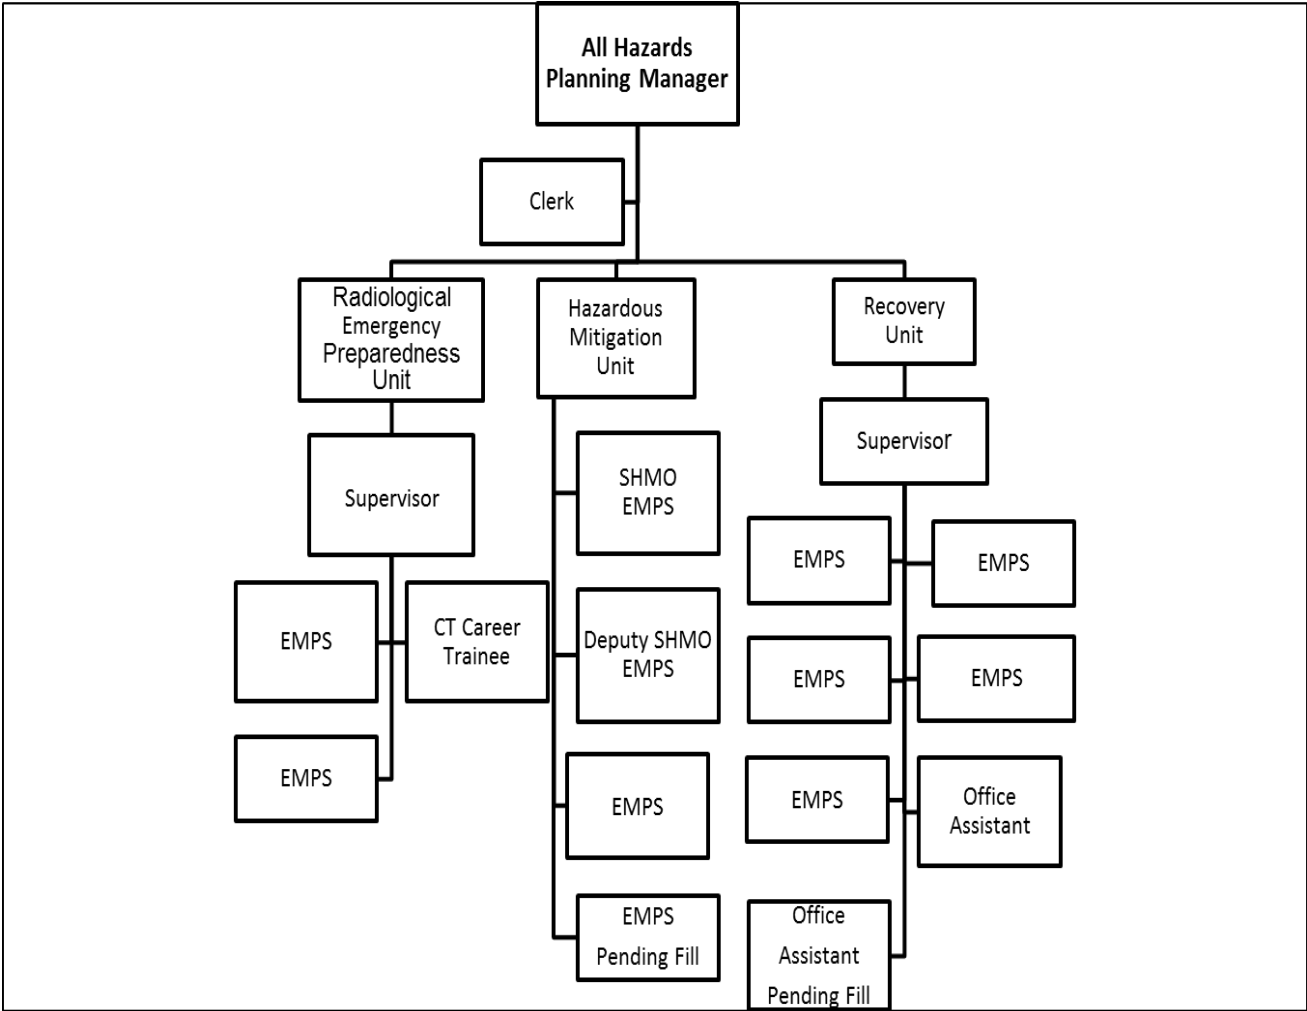 All Hazards
Planning Manager
Clerk
Radiological
Emergency
Preparedness
Unit
Hazardous
Mitigation
Unit
Recovery
Unit
Supervisor
Supervisor
SHMO
EMPS
EMPS
EMPS
EMPS
CT Career
Trainee
Deputy SHMO
EMPS
EMPS
EMPS
EMPS
EMPS
EMPS
Office
Assistant
EMPS
Pending Fill
Office
Assistant
Pending Fill